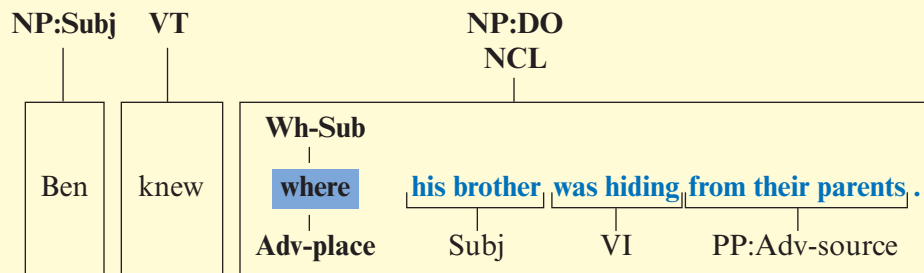 NP:Subj VT NP:DO
NCL
Wh-Sub
Ben knew where his brother was hiding from their parents .
Adv-place Subj VI PP:Adv-source